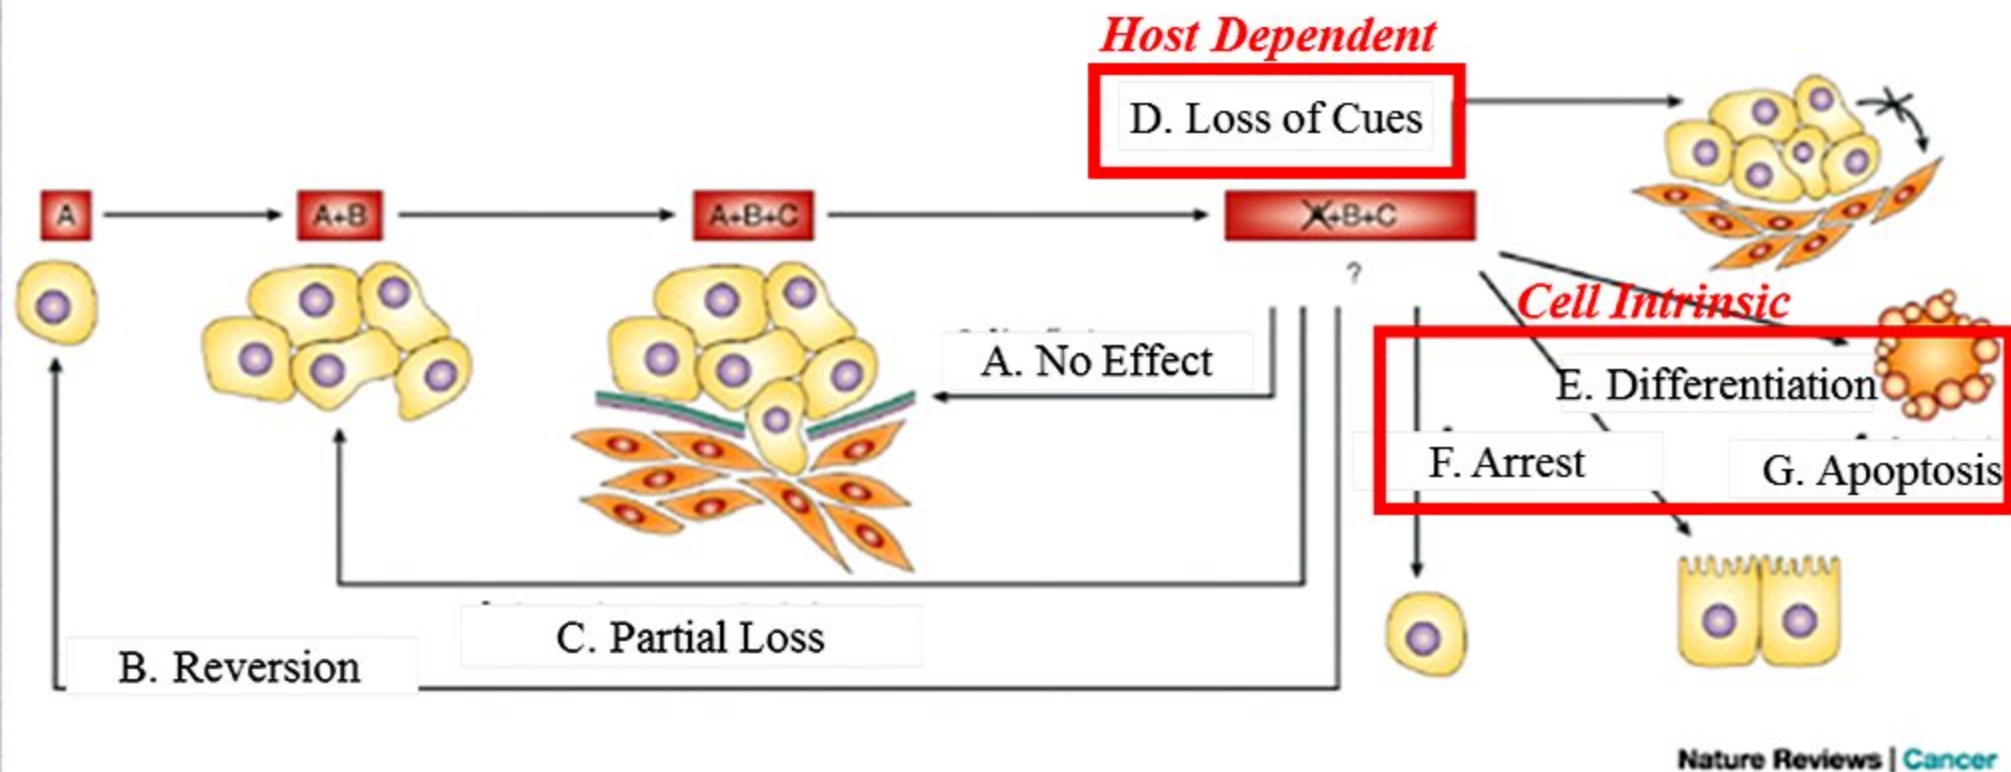 Host Dependent
D. Loss of Cues
A
A+B
A+B+C
A+B+C
?
Cell Intrinsic
A. No Effect
E. Differentiation
F. Arrest
G. Apoptosis
C. Partial Loss
B. Reversion
Nature Reviews | Cancer